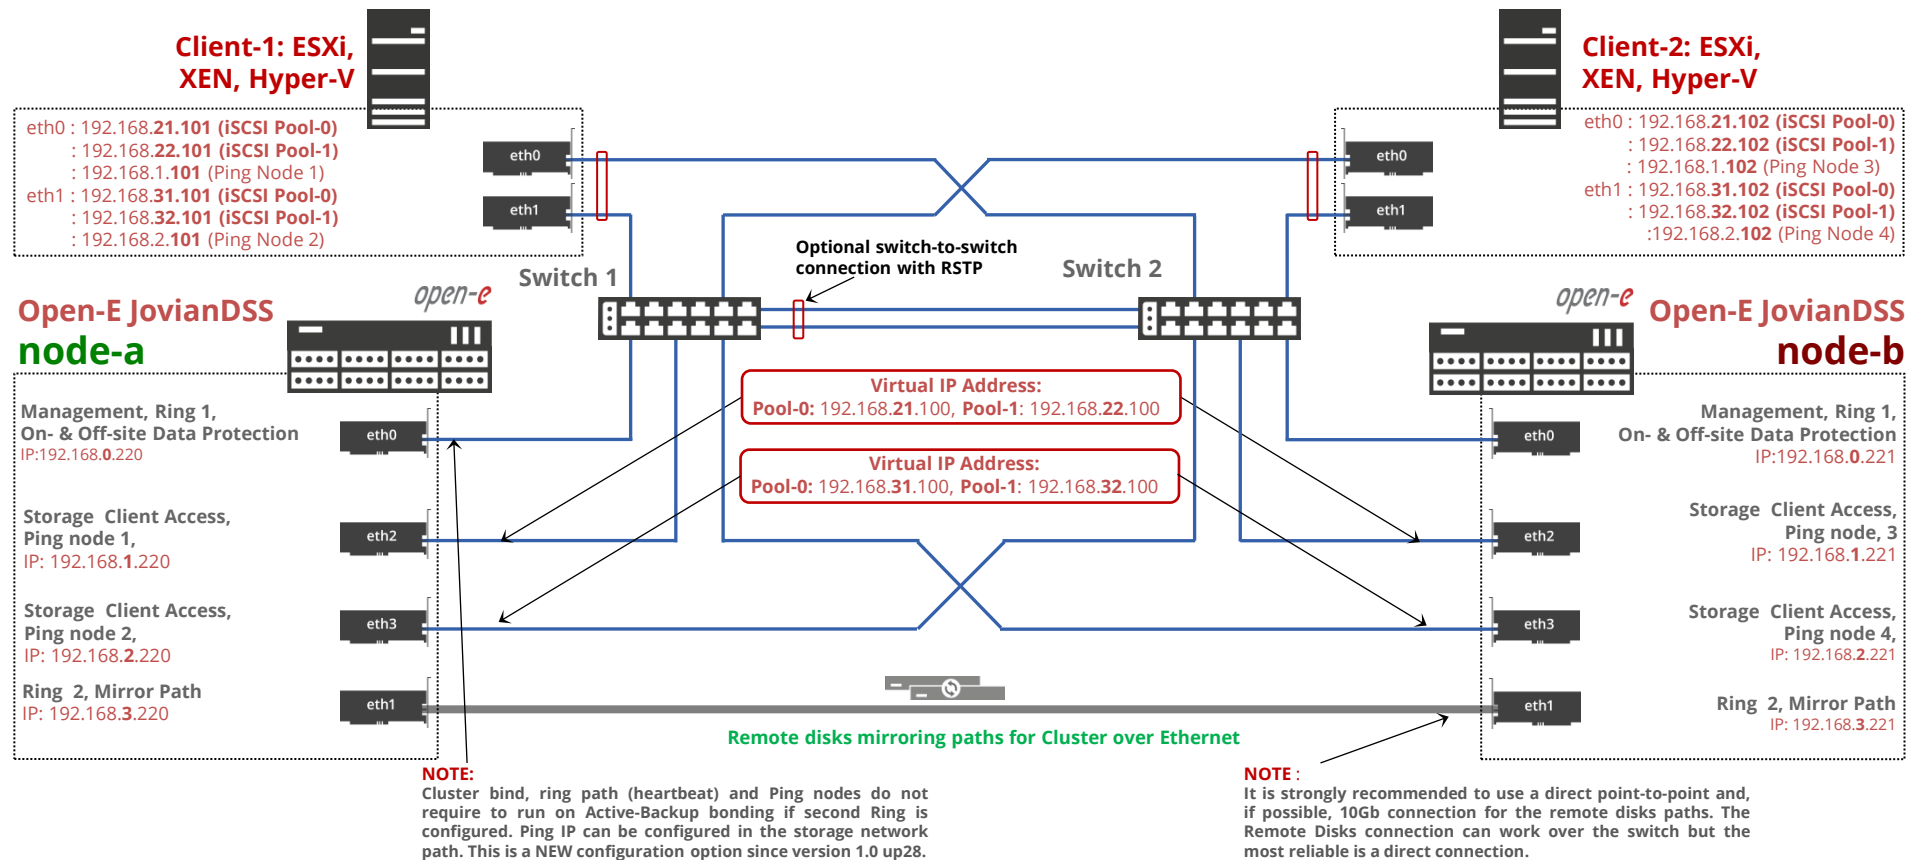 Client-1: ESXi,
XEN, Hyper-V
Client-2: ESXi,
XEN, Hyper-V
eth0 : 192.168.21.101 (iSCSI Pool-0)
: 192.168.22.101 (iSCSI Pool-1)
: 192.168.1.101 (Ping Node 1)
eth1 : 192.168.31.101 (iSCSI Pool-0)
: 192.168.32.101 (iSCSI Pool-1)
: 192.168.2.101 (Ping Node 2)
eth0
eth1
eth0
eth1
eth0 : 192.168.21.102 (iSCSI Pool-0)
: 192.168.22.102 (iSCSI Pool-1)
: 192.168.1.102 (Ping Node 3)
eth1 : 192.168.31.102 (iSCSI Pool-0)
: 192.168.32.102 (iSCSI Pool-1)
:192.168.2.102 (Ping Node 4)
Optional switch-to-switch
connection with RSTP
Switch 1
Switch 2
open-e
Open-E JovianDSS
node-a
open-e
Open-E JovianDSS
node-b
Virtual IP Address:
Pool-0: 192.168.21.100, Pool-1: 192.168.22.100
Virtual IP Address:
Pool-0: 192.168.31.100, Pool-1: 192.168.32.100
Management, Ring 1,
On- & Off-site Data Protection
IP:192.168.0.220
eth0
Storage Client Access,
Ping node 1,
IP: 192.168.1.220
eth2
Storage Client Access,
Ping node 2,
IP: 192.168.2.220
eth3
Ring 2, Mirror Path
IP: 192.168.3.220
eth1
eth0
Management, Ring 1,
On- & Off-site Data Protection
IP:192.168.0.221
eth2
Storage Client Access,
Ping node, 3
IP: 192.168.1.221
eth3
Storage Client Access,
Ping node 4,
IP: 192.168.2.221
eth1
Ring 2, Mirror Path
IP: 192.168.3.221
Remote disks mirroring paths for Cluster over Ethernet
NOTE:
Cluster bind, ring path (heartbeat) and Ping nodes do not
require to run on Active-Backup bonding if second Ring is
configured. Ping IP can be configured in the storage network
path. This is a NEW configuration option since version 1.0 up28.
NOTE :
It is strongly recommended to use a direct point-to-point and,
if possible, 10Gb connection for the remote disks paths. The
Remote Disks connection can work over the switch but the
most reliable is a direct connection.